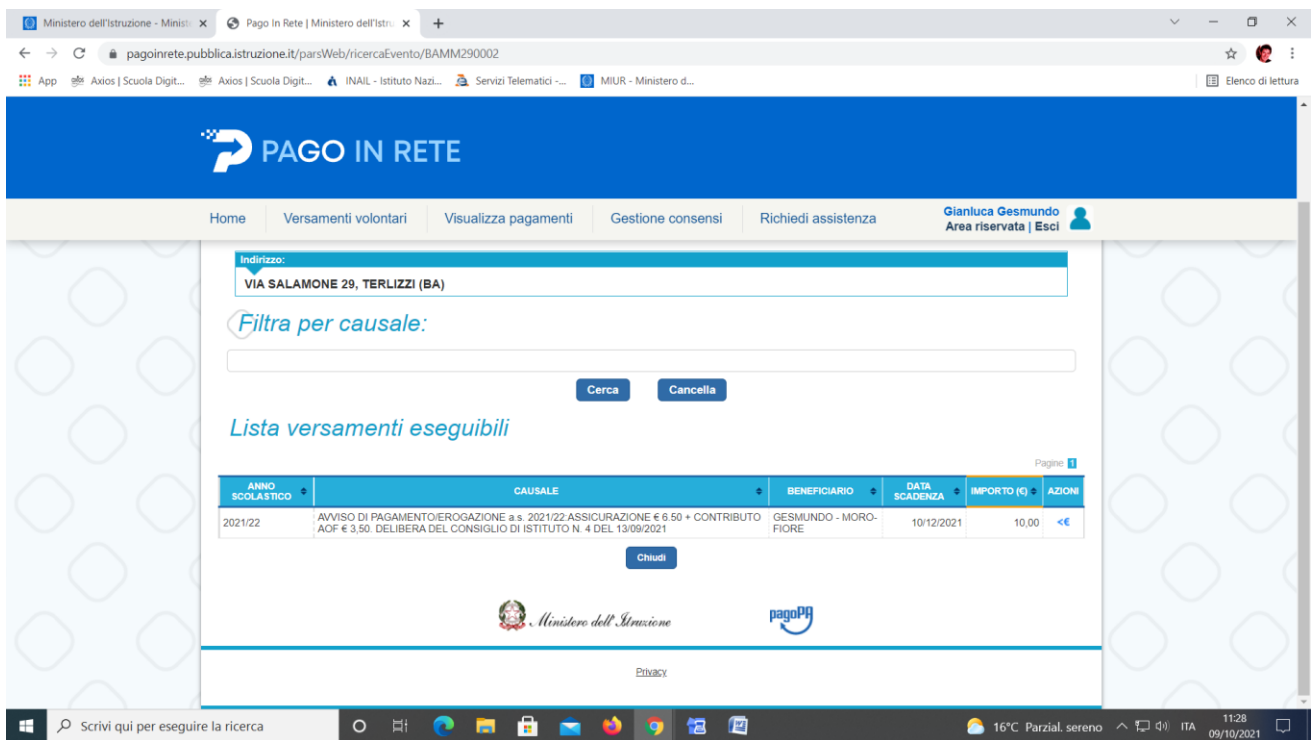 Ministero dell'Istruzione - Minist
Pago In Rete | Ministero dell'Istru
pagoinrete.pubblica.istruzione.it/parsWeb/ricercaEvento/BAMM290002
App
Axios | Scuola Digit...
Axios | Scuola Digit...
INAIL - Istituto Nazi...
Servizi Telematici -...
MIUR - Ministero d...
Elenco di lettura
PAGO IN RETE
Home
Versamenti volontari
Visualizza pagamenti
Gestione consensi
Richiedi assistenza
Gianluca Gesmundo
Area riservata | Esci
Indirizzo:
VIA SALAMONE 29, TERLIZZI (BA)
Filtra per causale:
Cerca
Cancella
Lista versamenti eseguibili
Pagine 1
ANNO SCOLASTICO
CAUSALE
BENEFICIARIO
DATA SCADENZA
IMPORTO (€)
AZIONI
2021/22
AVVISO DI PAGAMENTO/EROGAZIONE a.s. 2021/22:ASSICURAZIONE € 6.50 + CONTRIBUTO
AOF € 3,50. DELIBERA DEL CONSIGLIO DI ISTITUTO N. 4 DEL 13/09/2021
GESMUNDO - MORO-
FIORE
10/12/2021
10,00
<€
Chiudi
Ministero dell'Istruzione
pagoPA
Privacy
Scrivi qui per eseguire la ricerca
16°C Parzial. sereno
ITA
11:28
09/10/2021